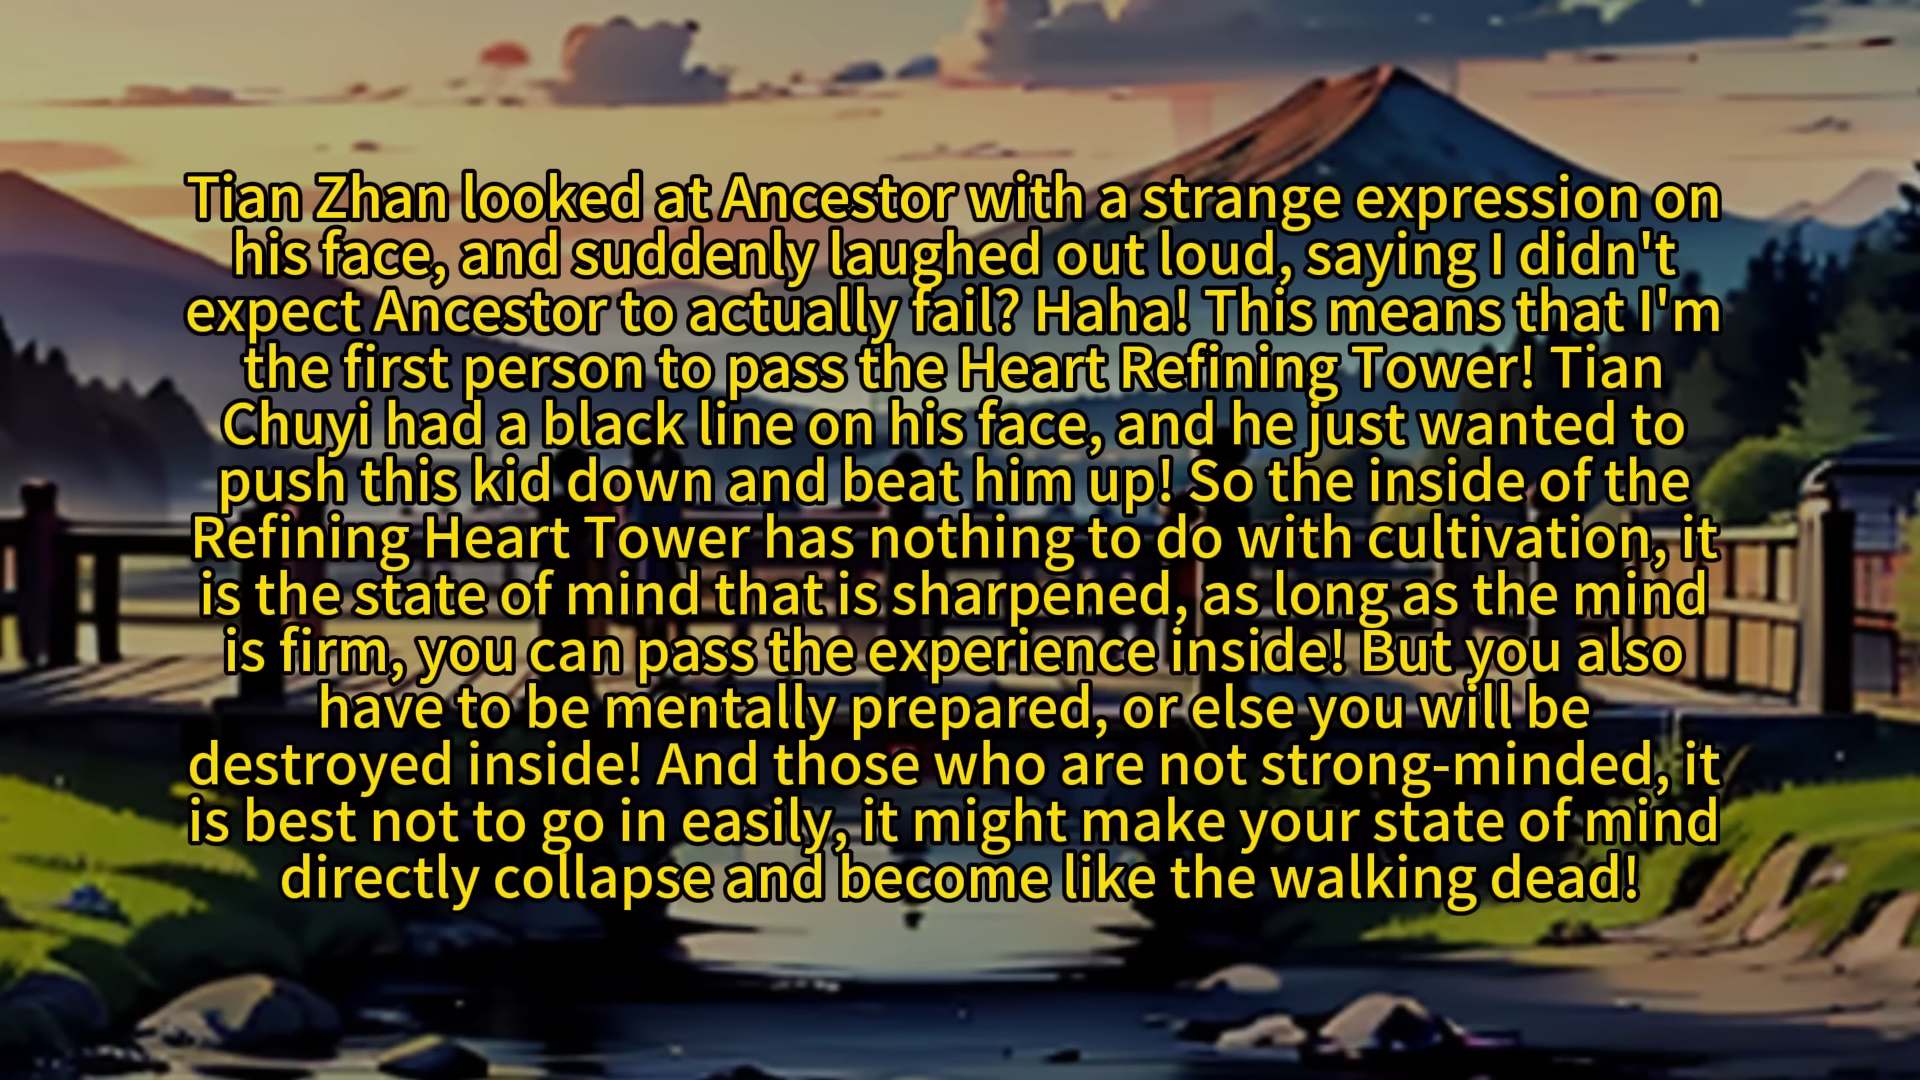 Tian Zhan looked at Ancestor with a strange expression on
his face, and suddenly laughed out loud, saying I didn't
expect Ancestor to actually fail? Haha! This means that I'm
the first person to pass the Heart Refining Tower! Tian
Chuyi had a black line on his face, and he just wanted to
push this kid down and beat him up! So the inside of the
Refining Heart Tower has nothing to do with cultivation, it
is the state of mind that is sharpened, as long as the mind
is firm, you can pass the experience inside! But you also
have to be mentally prepared, or else you will be
destroyed inside! And those who are not strong-minded, it
is best not to go in easily, it might make your state of mind
directly collapse and become like the walking dead!